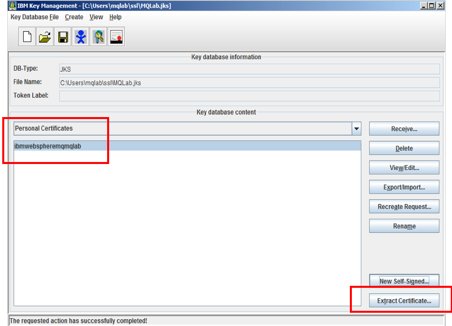 IBM Key Management - [C:\Users\mqlab\ssl\MQLab.jks]
Key Database File Create View Help
Key database information
DB-Type: JKS
File Name: C:\Users\mqlab\ssl\MQLab.jks
Token Label:
Key database content
Personal Certificates
Receive...
ibmwebspheremqmqlab
Delete
View/Edit...
Export/Import...
Recreate Request...
Rename
New Self-Signed...
Extract Certificate...
The requested action has successfully completed!